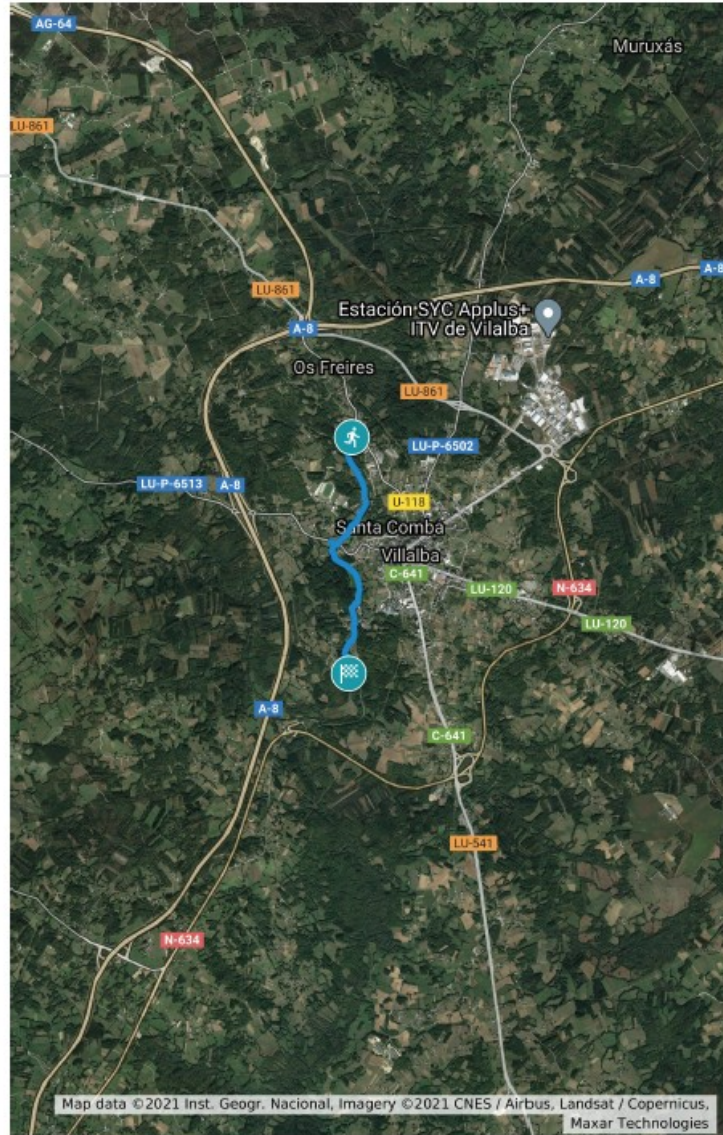 AG-64
Muruxás
LU-861
A-8
A-8
LU-861
Estación SYC Applus+
ITV de Vilalba
A-8
Os Freires
LU-861
LU-P-6502
LU-P-6513
A-8
U-118
Santa Comba
Villalba
C-641
LU-120
N-634
LU-120
A-8
C-641
LU-541
N-634
Map data ©2021 Inst. Geogr. Nacional, Imagery ©2021 CNES / Airbus, Landsat / Copernicus,
Maxar Technologies